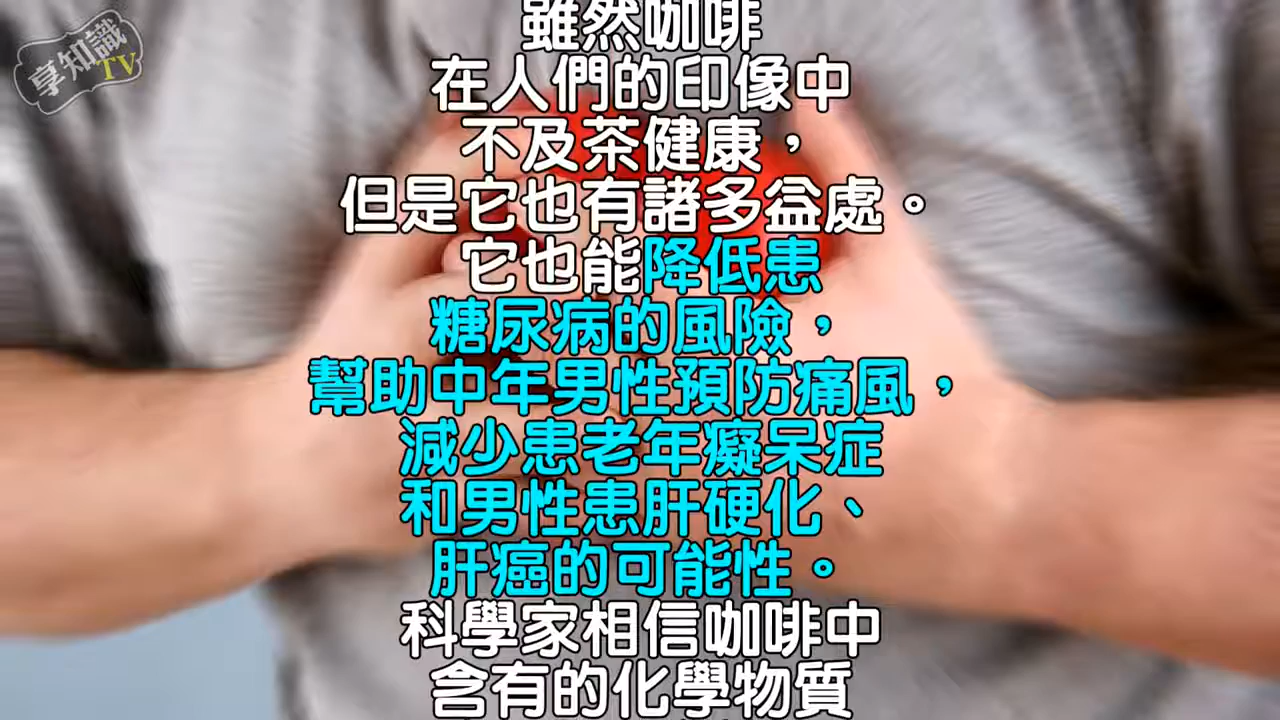 享知識
TV
雖然咖啡
在人們的印像中
不及茶健康，
但是它也有諸多益處。
它也能降低患
糖尿病的風險，
幫助中年男性預防痛風，
減少患老年癡呆症
和男性患肝硬化、
肝癌的可能性。
科學家相信咖啡中
含有的化學物質